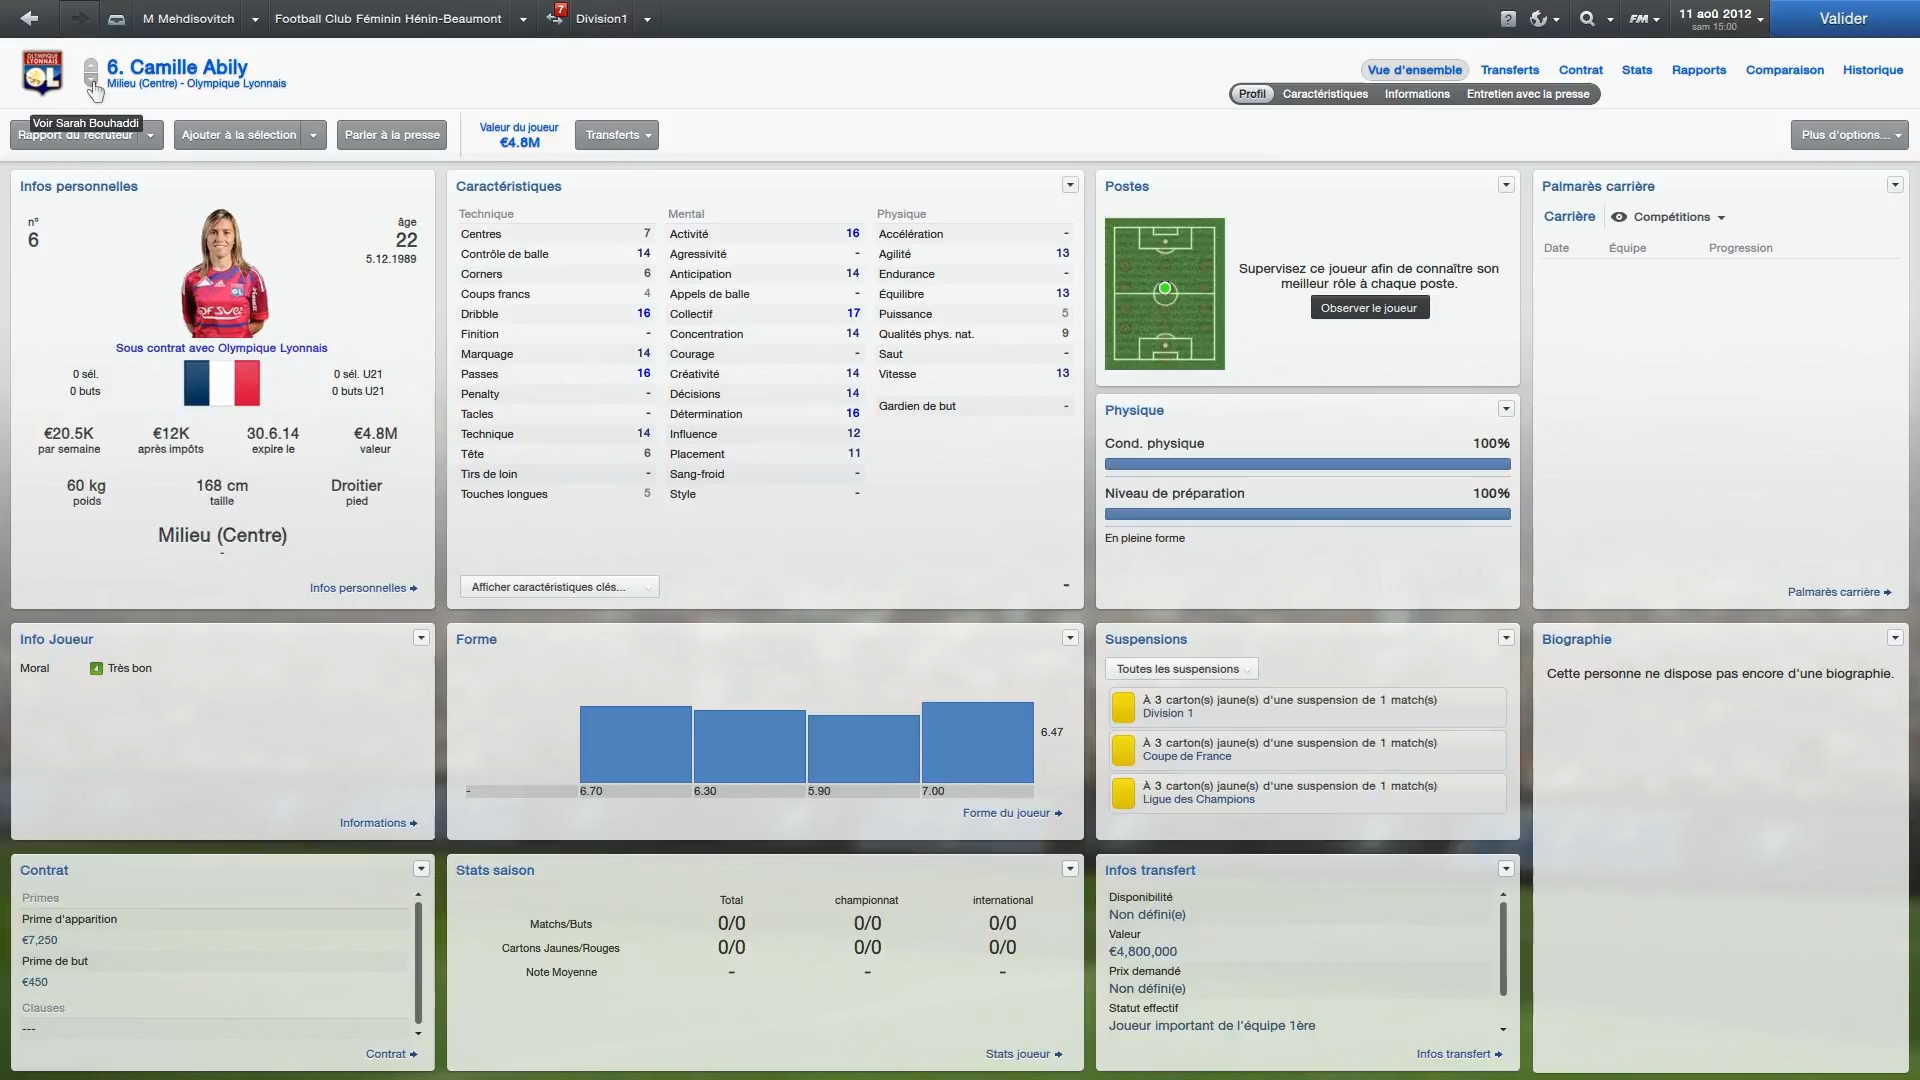 M Mehdisovitch
Football Club Féminin Hénin-Beaumont
7
Division1
?
FM
11 aoû 2012
sam 15:00
Valider
OLYMPIQUE LYONNAIS
OL
6. Camille Abily
Milieu (Centre) - Olympique Lyonnais
Vue d'ensemble
Transferts
Contrat
Stats
Rapports
Comparaison
Historique
Profil
Caractéristiques
Informations
Entretien avec la presse
Voir Sarah Bouhaddi
Rapport du recruteur
Ajouter à la sélection
Parler à la presse
Valeur du joueur
€4.8M
Transferts
Plus d'options...
Infos personnelles
n°
6
âge
22
5.12.1989
Sous contrat avec Olympique Lyonnais
0 sél.
0 buts
0 sél. U21
0 buts U21
€20.5K
par semaine
€12K
après impôts
30.6.14
expire le
€4.8M
valeur
60 kg
poids
168 cm
taille
Droitier
pied
Milieu (Centre)
-
Infos personnelles
Caractéristiques
Technique
Centres 7
Contrôle de balle 14
Corners 6
Coups francs 4
Dribble 16
Finition -
Marquage 14
Passes 16
Penalty -
Tacles -
Technique 14
Tête 6
Tirs de loin -
Touches longues 5
Mental
Activité 16
Agressivité -
Anticipation 14
Appels de balle -
Collectif 17
Concentration 14
Courage -
Créativité 14
Décisions 14
Détermination 16
Influence 12
Placement 11
Sang-froid -
Style -
Physique
Accélération -
Agilité 13
Endurance -
Équilibre 13
Puissance 5
Qualités phys. nat. 9
Saut -
Vitesse 13
Gardien de but -
Afficher caractéristiques clés...
-
Postes
Supervisez ce joueur afin de connaître son
meilleur rôle à chaque poste.
Observer le joueur
Physique
Cond. physique 100%
Niveau de préparation 100%
En pleine forme
Palmarès carrière
Carrière
Compétitions
Date Équipe Progression
Palmarès carrière
Info Joueur
Moral Très bon
Informations
Forme
6.47
- 6.70 6.30 5.90 7.00
Forme du joueur
Suspensions
Toutes les suspensions
À 3 carton(s) jaune(s) d'une suspension de 1 match(s)
Division 1
À 3 carton(s) jaune(s) d'une suspension de 1 match(s)
Coupe de France
À 3 carton(s) jaune(s) d'une suspension de 1 match(s)
Ligue des Champions
Biographie
Cette personne ne dispose pas encore d'une biographie.
Contrat
Primes
Prime d'apparition
€7,250
Prime de but
€450
Clauses
---
Contrat
Stats saison
Total championnat international
Matchs/Buts 0/0 0/0 0/0
Cartons Jaunes/Rouges 0/0 0/0 0/0
Note Moyenne - - -
Stats joueur
Infos transfert
Disponibilité
Non défini(e)
Valeur
€4,800,000
Prix demandé
Non défini(e)
Statut effectif
Joueur important de l'équipe 1ère
Infos transfert